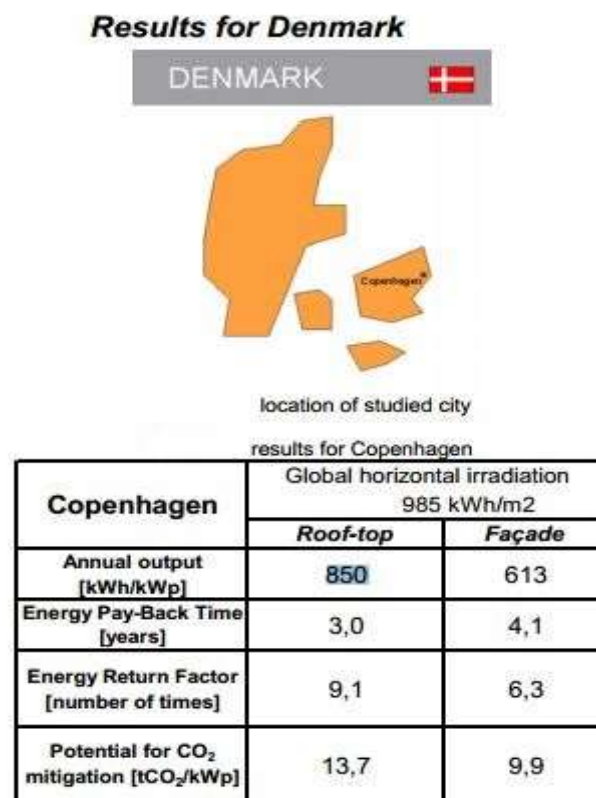 Results for Denmark
DENMARK
Copenhagen
location of studied city
results for Copenhagen
Copenhagen
Global horizontal irradiation
985 kWh/m2
Roof-top Façade
Annual output
[kWh/kWp]
850 613
Energy Pay-Back Time
[years]
3,0 4,1
Energy Return Factor
[number of times]
9,1 6,3
Potential for CO₂
mitigation [tCO₂/kWp]
13,7 9,9